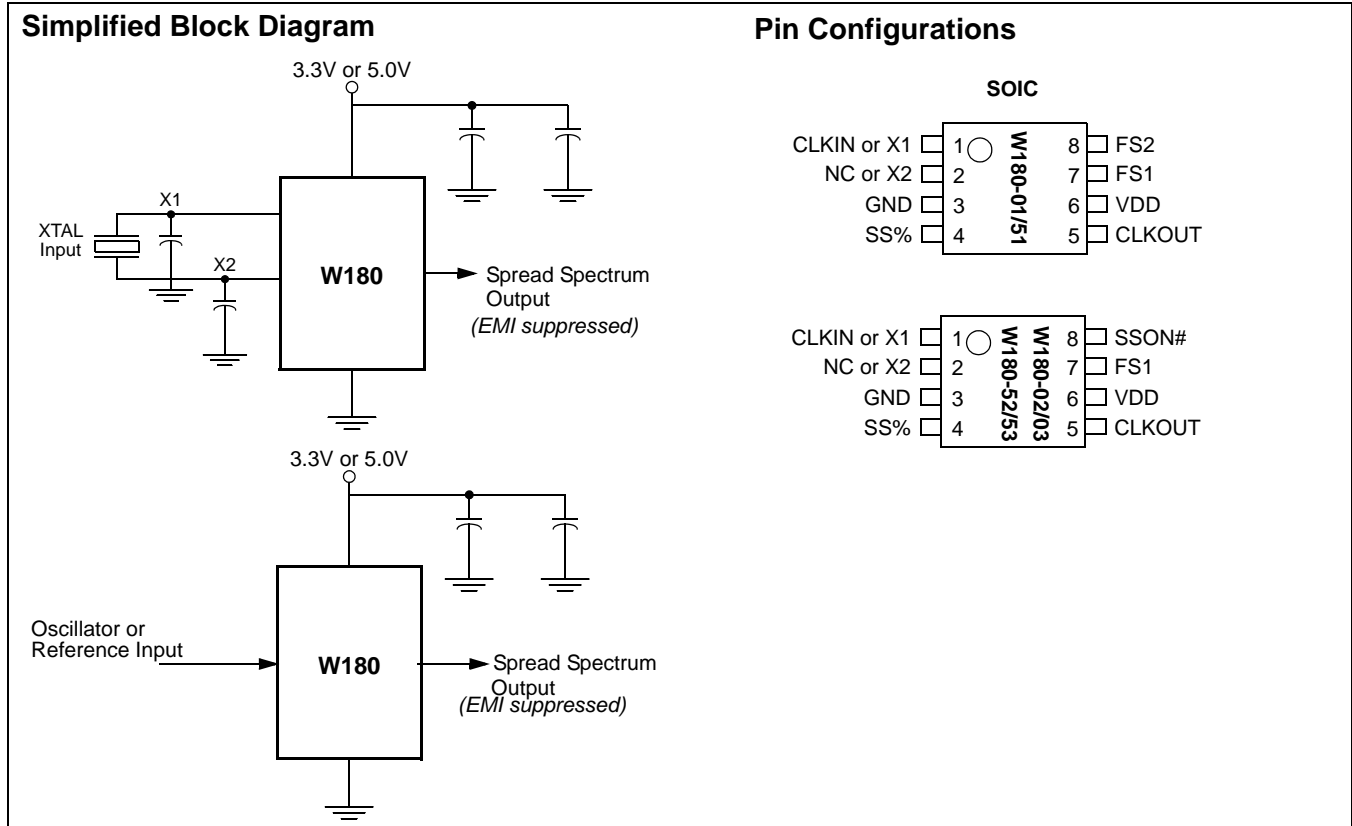 Simplified Block Diagram
3.3V or 5.0V
X1
XTAL
Input
X2
W180
Spread Spectrum
Output
(EMI suppressed)
3.3V or 5.0V
Oscillator or
Reference Input
W180
Spread Spectrum
Output
(EMI suppressed)
Pin Configurations
SOIC
CLKIN or X1 1 8 FS2
NC or X2 2 7 FS1
GND 3 6 VDD
SS% 4 5 CLKOUT
W180-01/51
CLKIN or X1 1 8 SSON#
NC or X2 2 7 FS1
GND 3 6 VDD
SS% 4 5 CLKOUT
W180-02/03
W180-52/53